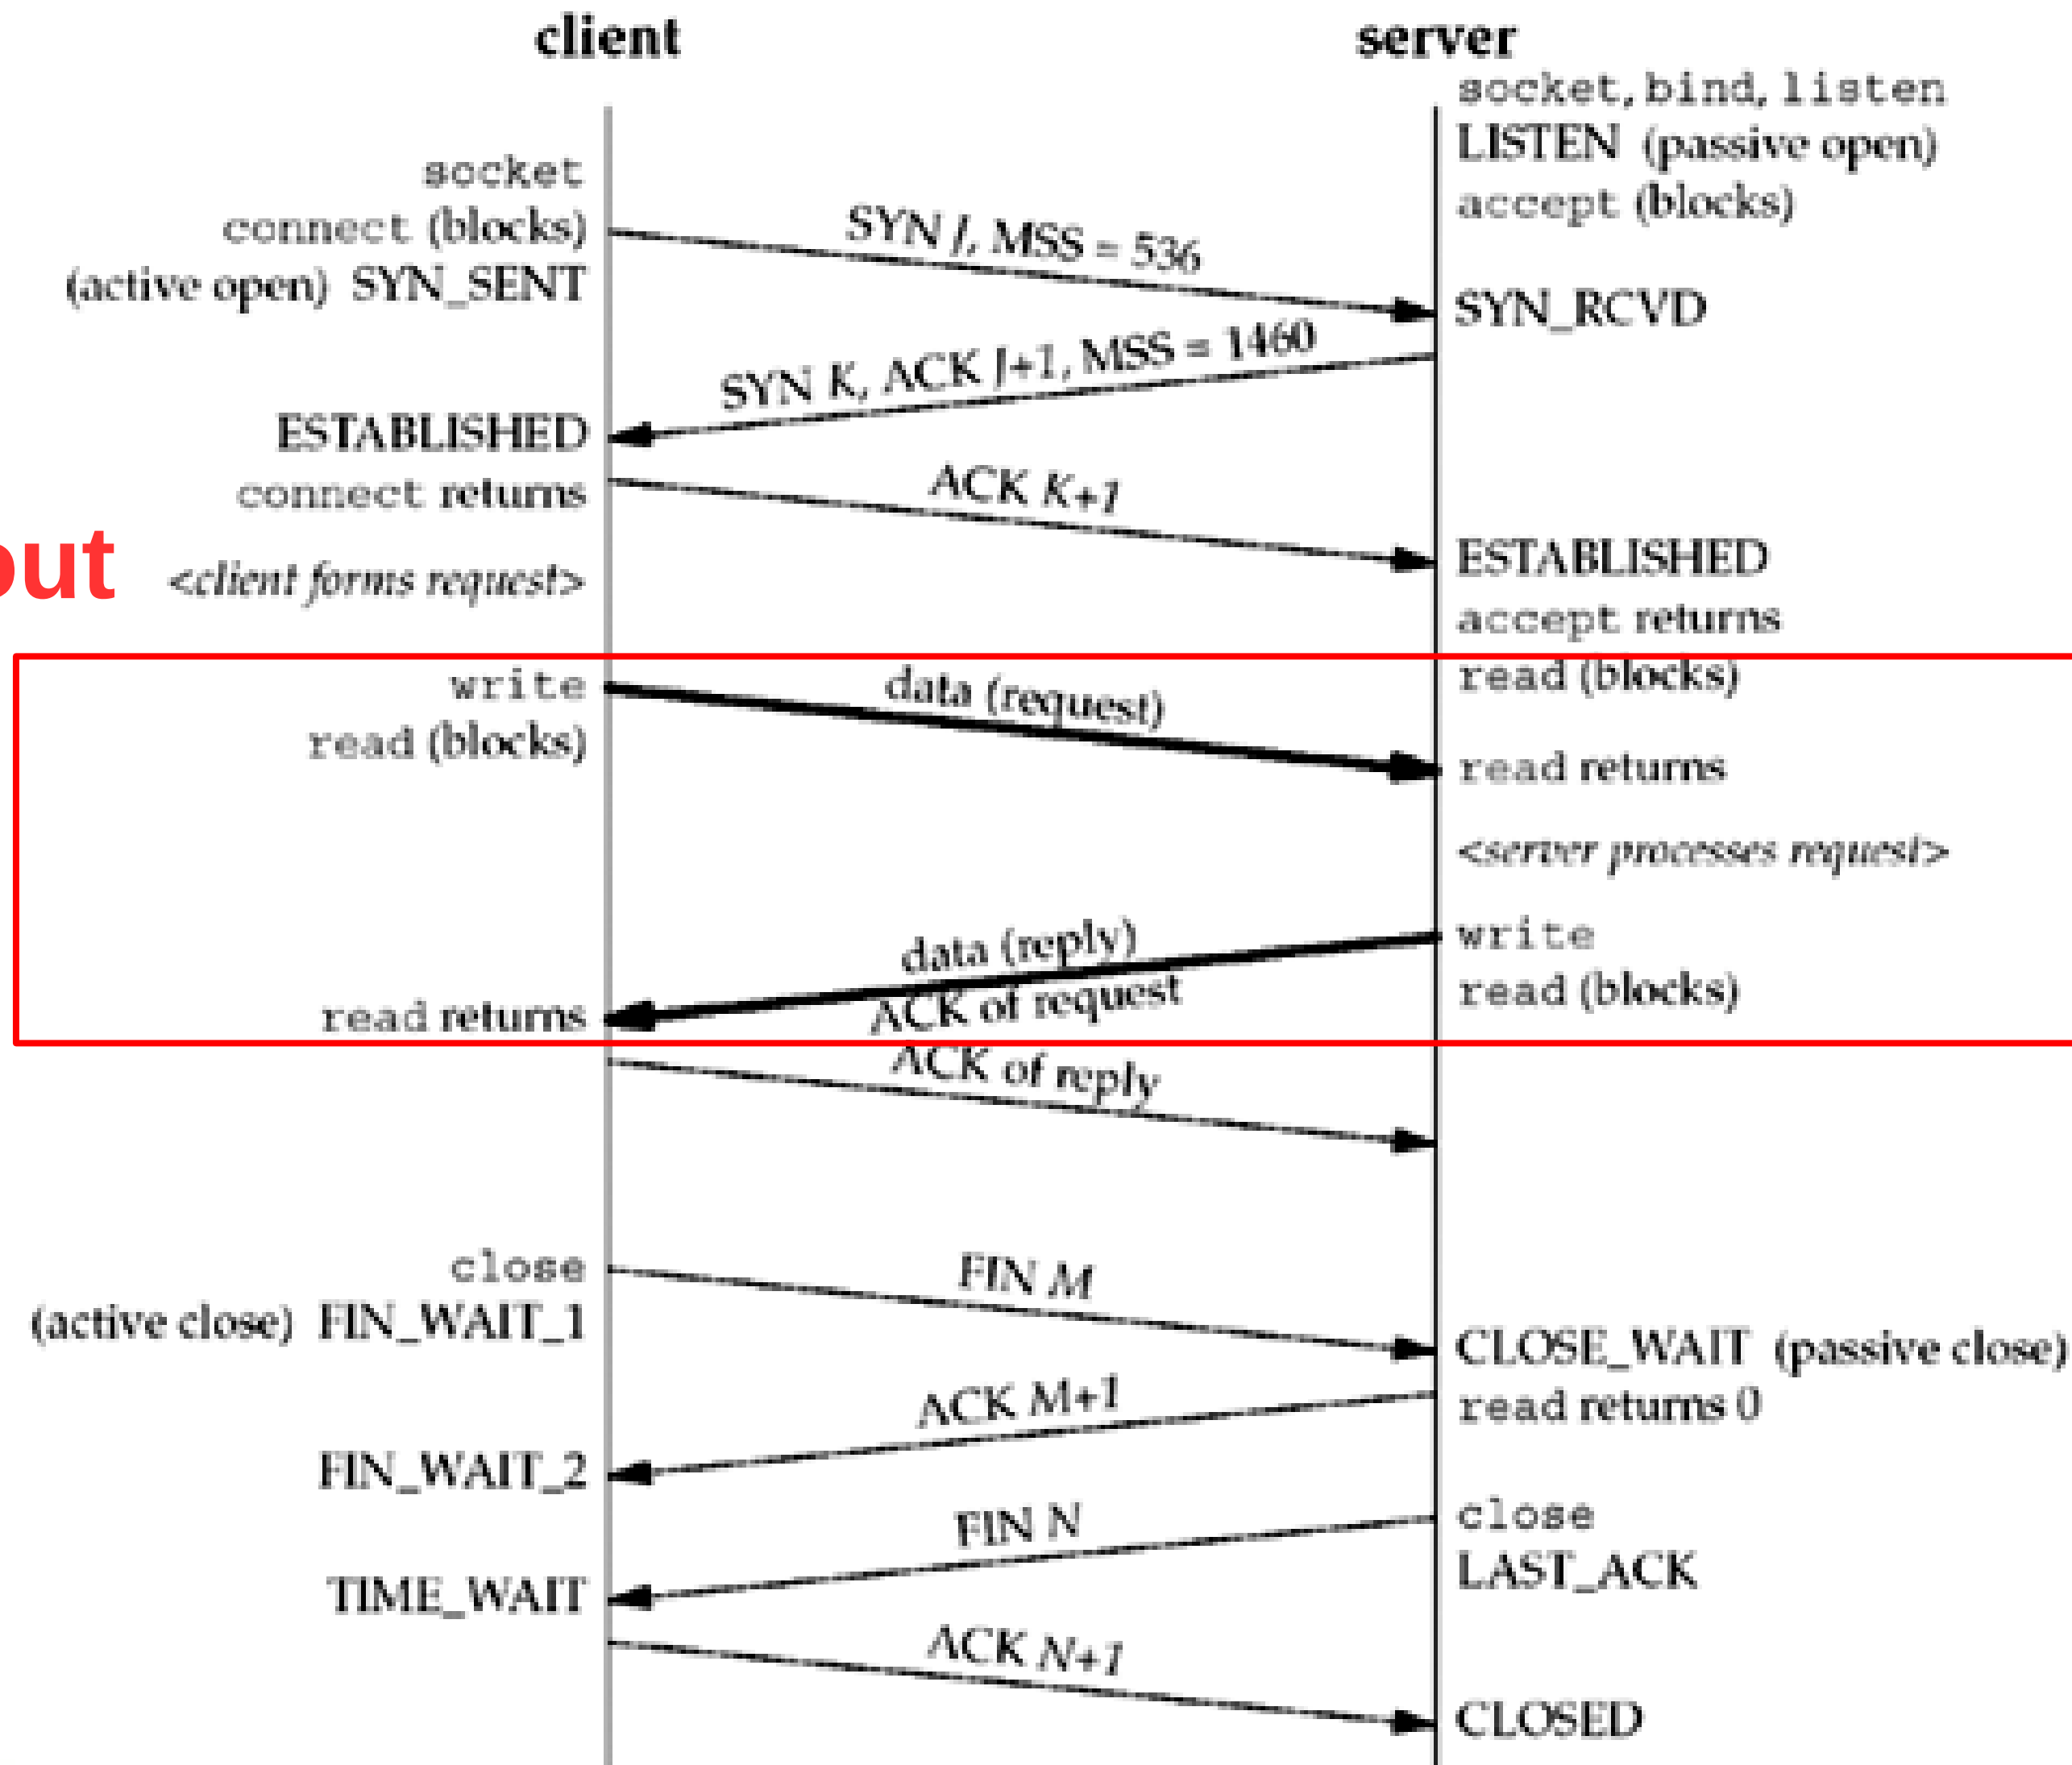 client
server
socket, bind, listen
LISTEN (passive open)
accept (blocks)
socket
connect (blocks)
(active open) SYN_SENT
SYN J, MSS = 536
SYN_RCVD
SYN K, ACK J+1, MSS = 1460
ESTABLISHED
connect returns
ACK K+1
out
<client forms request>
ESTABLISHED
accept returns
read (blocks)
write
read (blocks)
data (request)
read returns
<server processes request>
write
read (blocks)
data (reply)
ACK of request
read returns
ACK of reply
close
(active close) FIN_WAIT_1
FIN M
CLOSE_WAIT (passive close)
read returns 0
ACK M+1
FIN_WAIT_2
close
LAST_ACK
FIN N
TIME_WAIT
ACK N+1
CLOSED